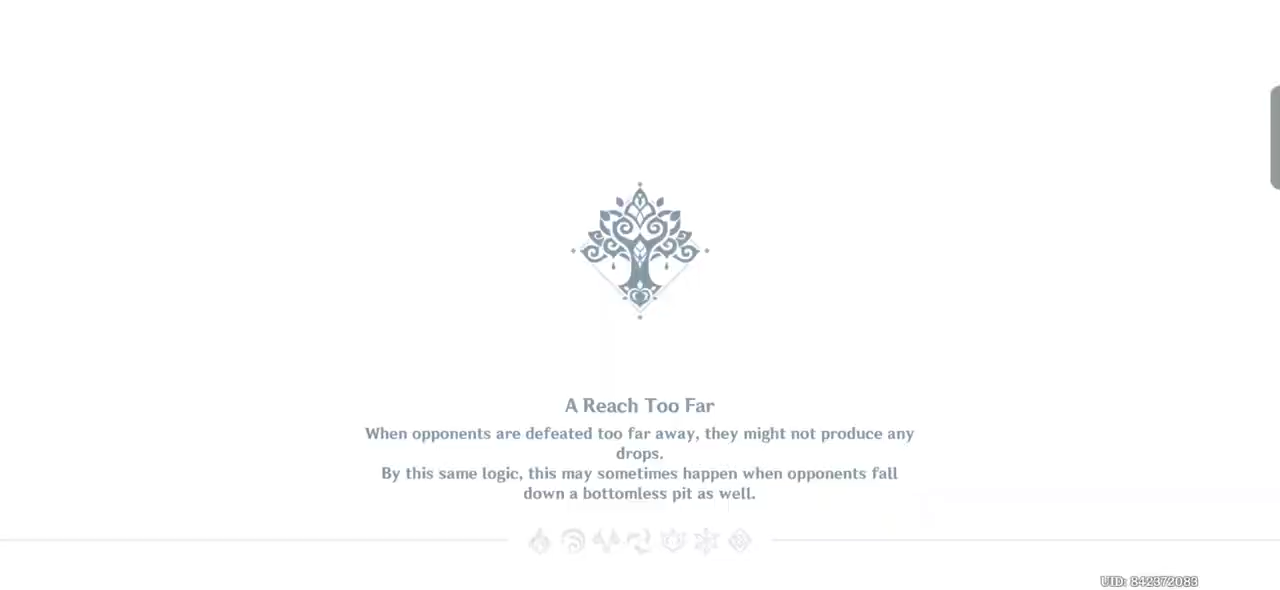 A Reach Too Far
When opponents are defeated too far away, they might not produce any
drops.
By this same logic, this may sometimes happen when opponents fall
down a bottomless pit as well.
UID: 842372083